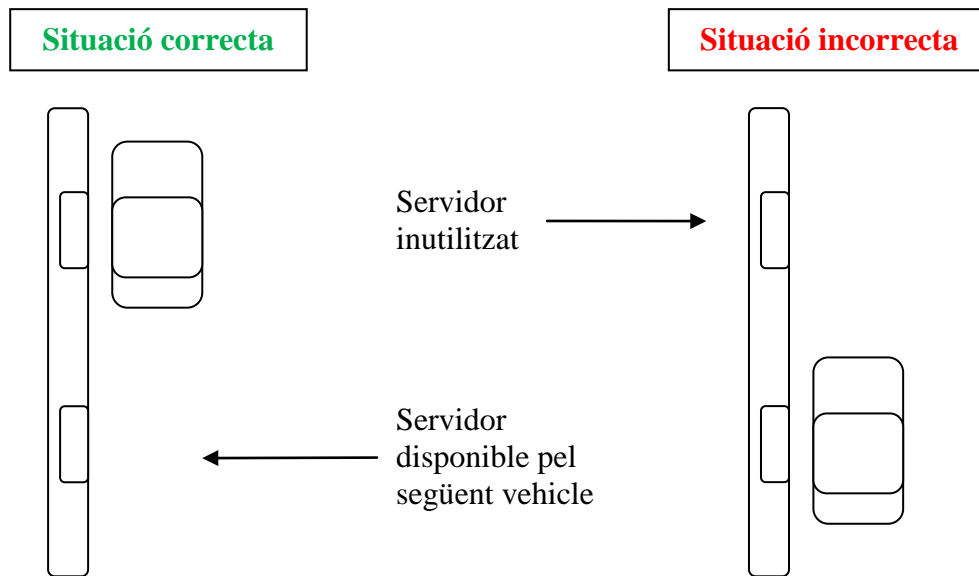 Situació correcta
Situació incorrecta
Servidor
inutilitzat
Servidor
disponible pel
següent vehicle